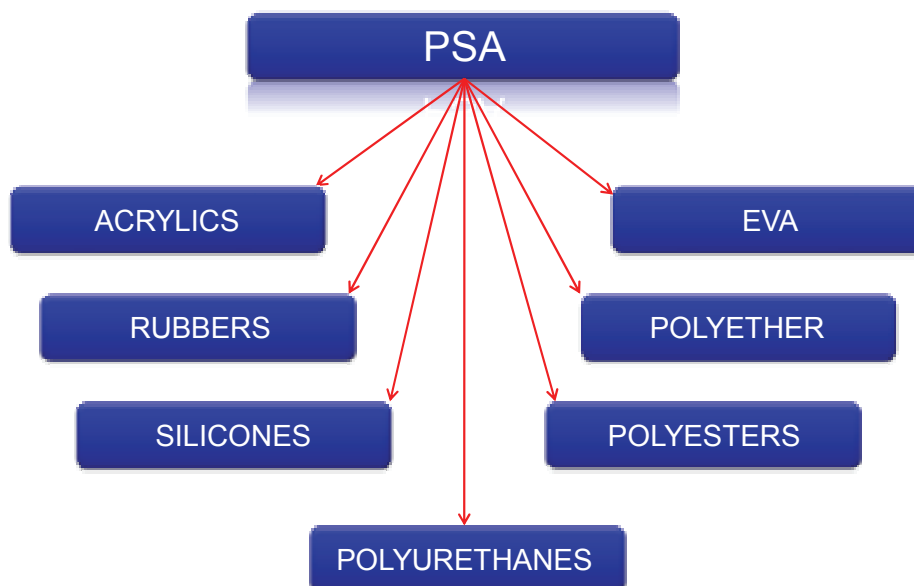 PSA
ACRYLICS
EVA
RUBBERS
POLYETHER
SILICONES
POLYESTERS
POLYURETHANES